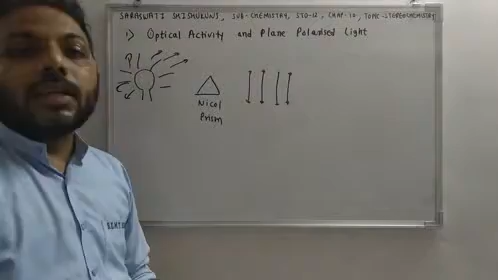 SARASWATI SHISHUKUNJ, SUB-CHEMISTRY, STD-12, CHAP-10, TOPIC-STEREOCHEMISTRY
1) Optical Activity and Plane Polarised Light
Nicol
Prism